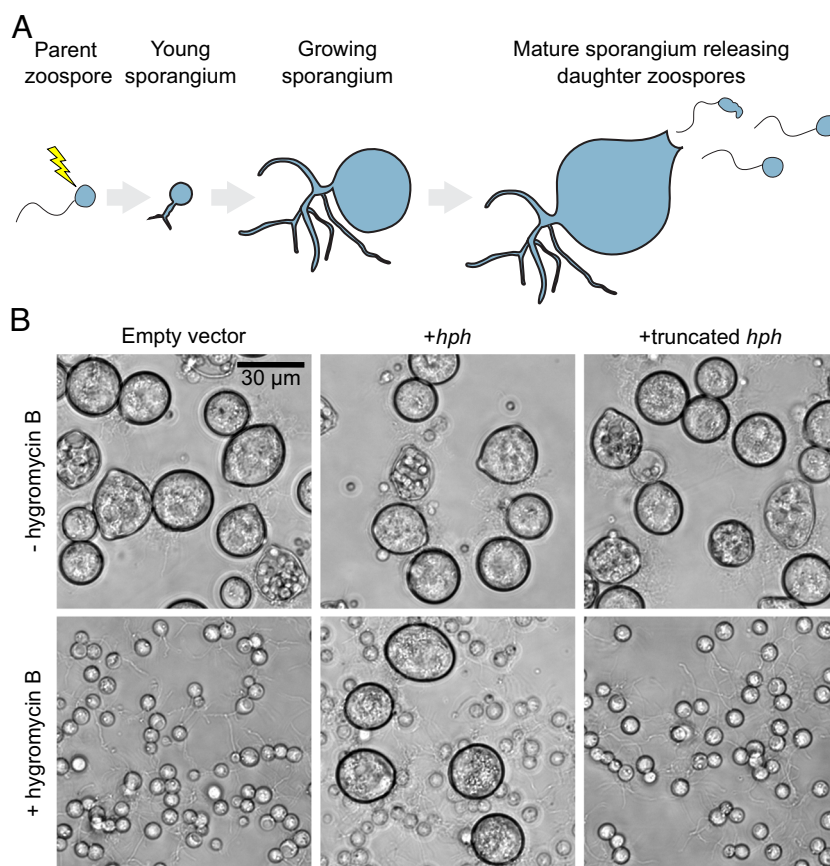 A
Parent
zoospore
Young
sporangium
Growing
sporangium
Mature sporangium releasing
daughter zoospores
B
Empty vector
+hph
+truncated hph
30 µm
- hygromycin B
+ hygromycin B